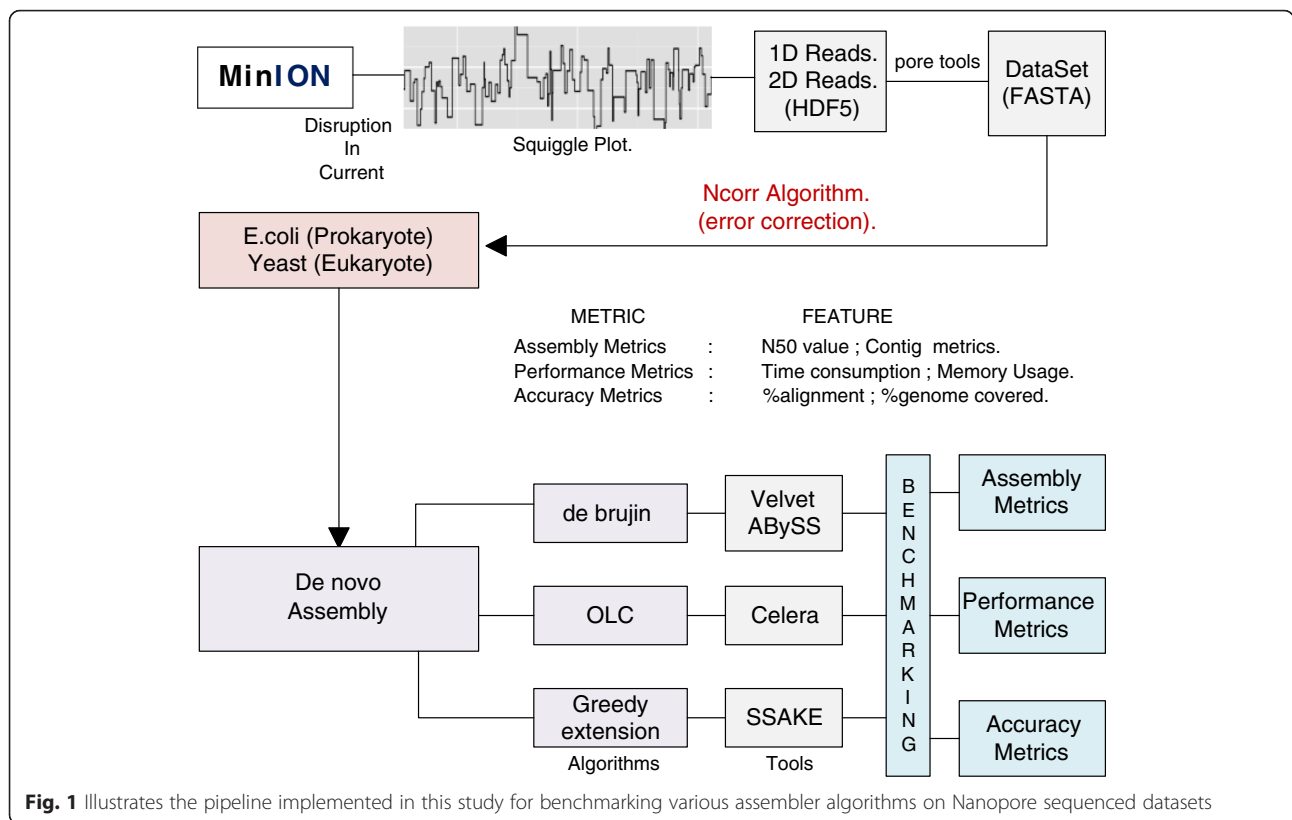 MinION
Disruption
In
Current
Squiggle Plot.
1D Reads.
2D Reads.
(HDF5)
pore tools
DataSet
(FASTA)
Ncorr Algorithm.
(error correction).
E.coli (Prokaryote)
Yeast (Eukaryote)
METRIC FEATURE
Assembly Metrics : N50 value ; Contig metrics.
Performance Metrics : Time consumption ; Memory Usage.
Accuracy Metrics : %alignment ; %genome covered.
De novo
Assembly
de brujin
Velvet
ABySS
OLC
Celera
Greedy
extension
SSAKE
Algorithms
Tools
B
E
N
C
H
M
A
R
K
I
N
G
Assembly
Metrics
Performance
Metrics
Accuracy
Metrics
Fig. 1 Illustrates the pipeline implemented in this study for benchmarking various assembler algorithms on Nanopore sequenced datasets